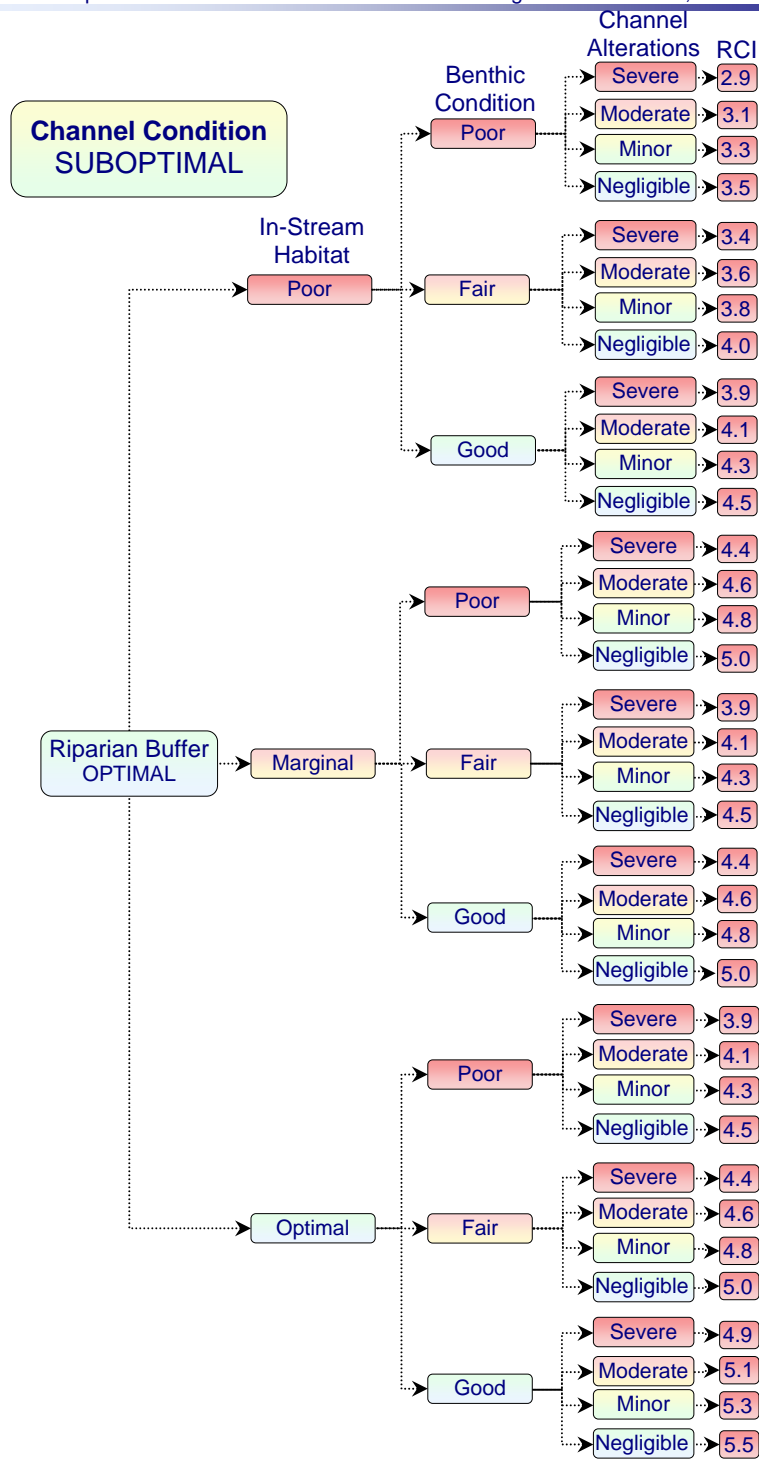 Channel
Alterations RCI
Benthic
Condition
Channel Condition
SUBOPTIMAL
In-Stream
Habitat
Poor
Poor
Severe 2.9
Moderate 3.1
Minor 3.3
Negligible 3.5
Fair
Severe 3.4
Moderate 3.6
Minor 3.8
Negligible 4.0
Good
Severe 3.9
Moderate 4.1
Minor 4.3
Negligible 4.5
Riparian Buffer
OPTIMAL
Marginal
Poor
Severe 4.4
Moderate 4.6
Minor 4.8
Negligible 5.0
Fair
Severe 3.9
Moderate 4.1
Minor 4.3
Negligible 4.5
Good
Severe 4.4
Moderate 4.6
Minor 4.8
Negligible 5.0
Optimal
Poor
Severe 3.9
Moderate 4.1
Minor 4.3
Negligible 4.5
Fair
Severe 4.4
Moderate 4.6
Minor 4.8
Negligible 5.0
Good
Severe 4.9
Moderate 5.1
Minor 5.3
Negligible 5.5